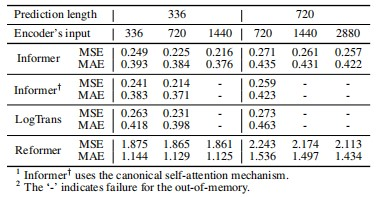 Prediction length 336 720
Encoder's input 336 720 1440 720 1440 2880
Informer MSE 0.249 0.225 0.216 0.271 0.261 0.257
MAE 0.393 0.384 0.376 0.435 0.431 0.422
Informer† MSE 0.241 0.214 - 0.259 - -
MAE 0.383 0.371 - 0.423 - -
LogTrans MSE 0.263 0.231 - 0.273 - -
MAE 0.418 0.398 - 0.463 - -
Reformer MSE 1.875 1.865 1.861 2.243 2.174 2.113
MAE 1.144 1.129 1.125 1.536 1.497 1.434
1 Informer† uses the canonical self-attention mechanism.
2 The '-' indicates failure for the out-of-memory.